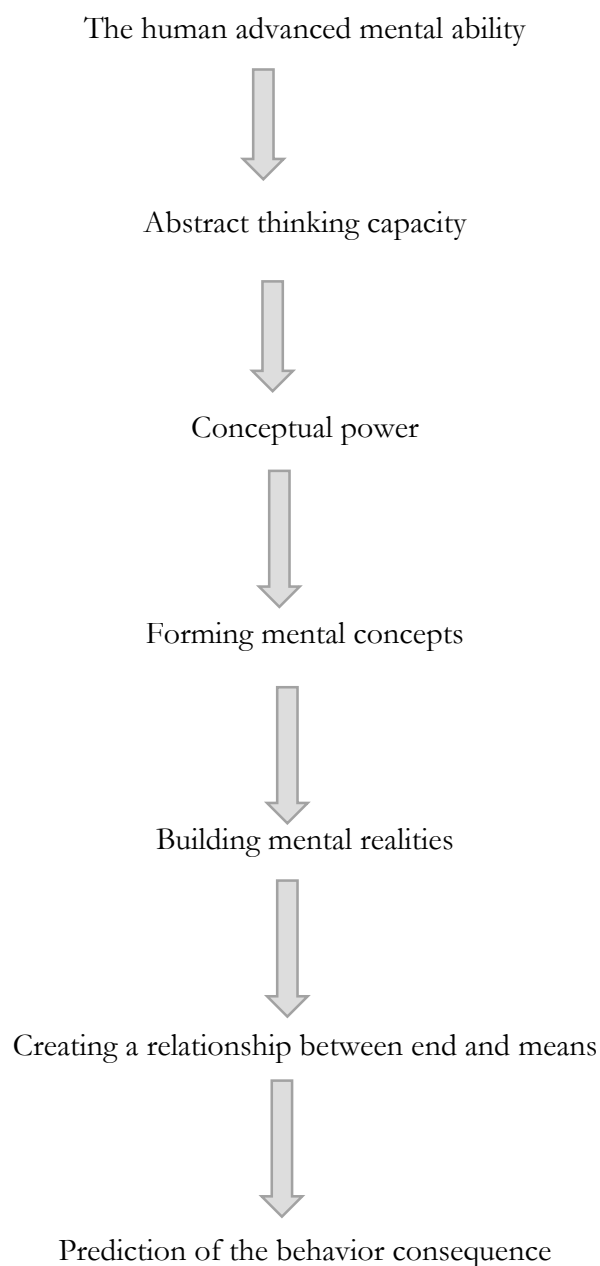 The human advanced mental ability
Abstract thinking capacity
Conceptual power
Forming mental concepts
Building mental realities
Creating a relationship between end and means
Prediction of the behavior consequence